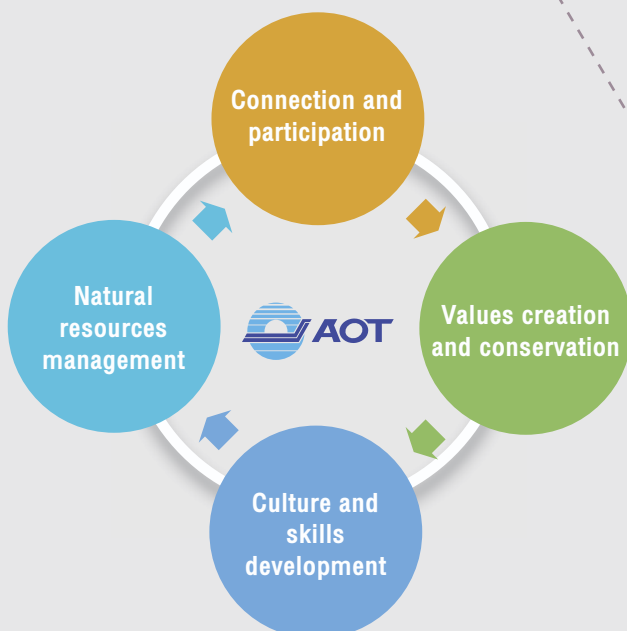 Connection and
participation
Natural
resources
management
AOT
Values creation
and conservation
Culture and
skills
development